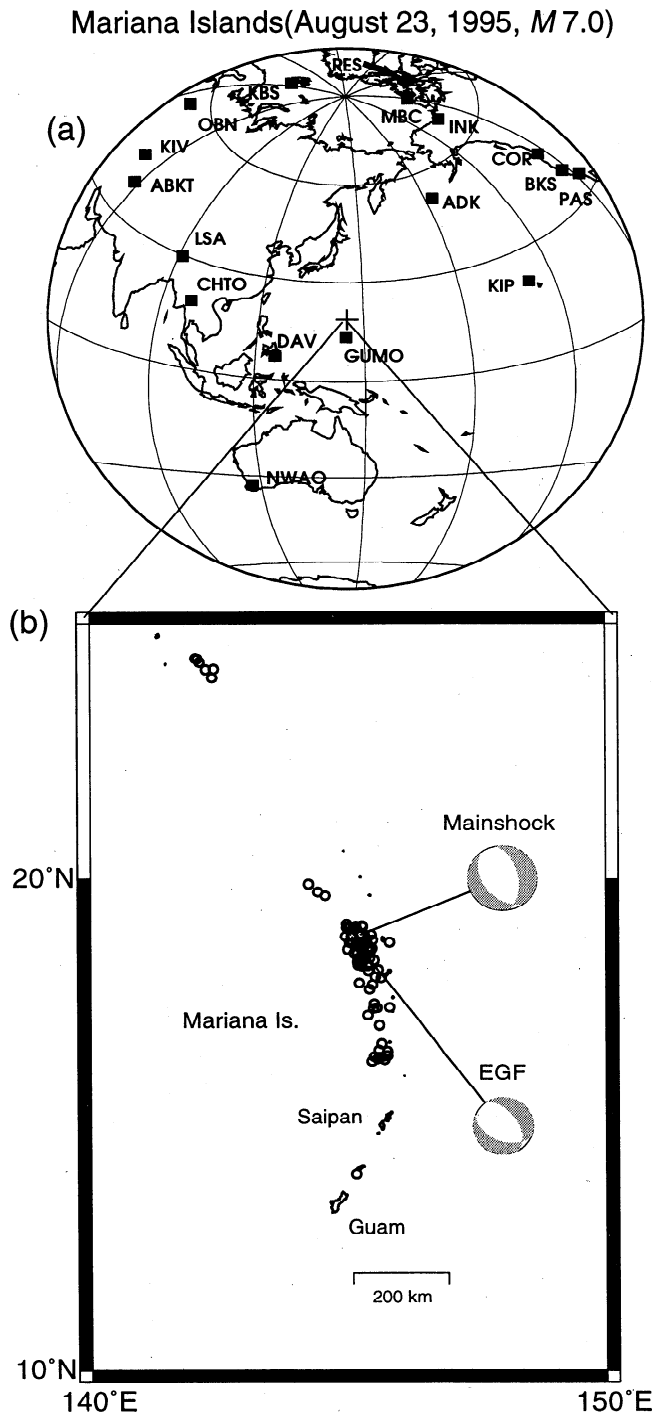 Mariana Islands(August 23, 1995, M 7.0)
(a)
RES
KBS
MBC
OBN
INK
KIV
COR
ABKT
BKS
PAS
ADK
LSA
CHTO
KIP
DAV
GUMO
NWAO
(b)
Mainshock
20°N
Mariana Is.
EGF
Saipan
Guam
200 km
10°N
140°E
150°E